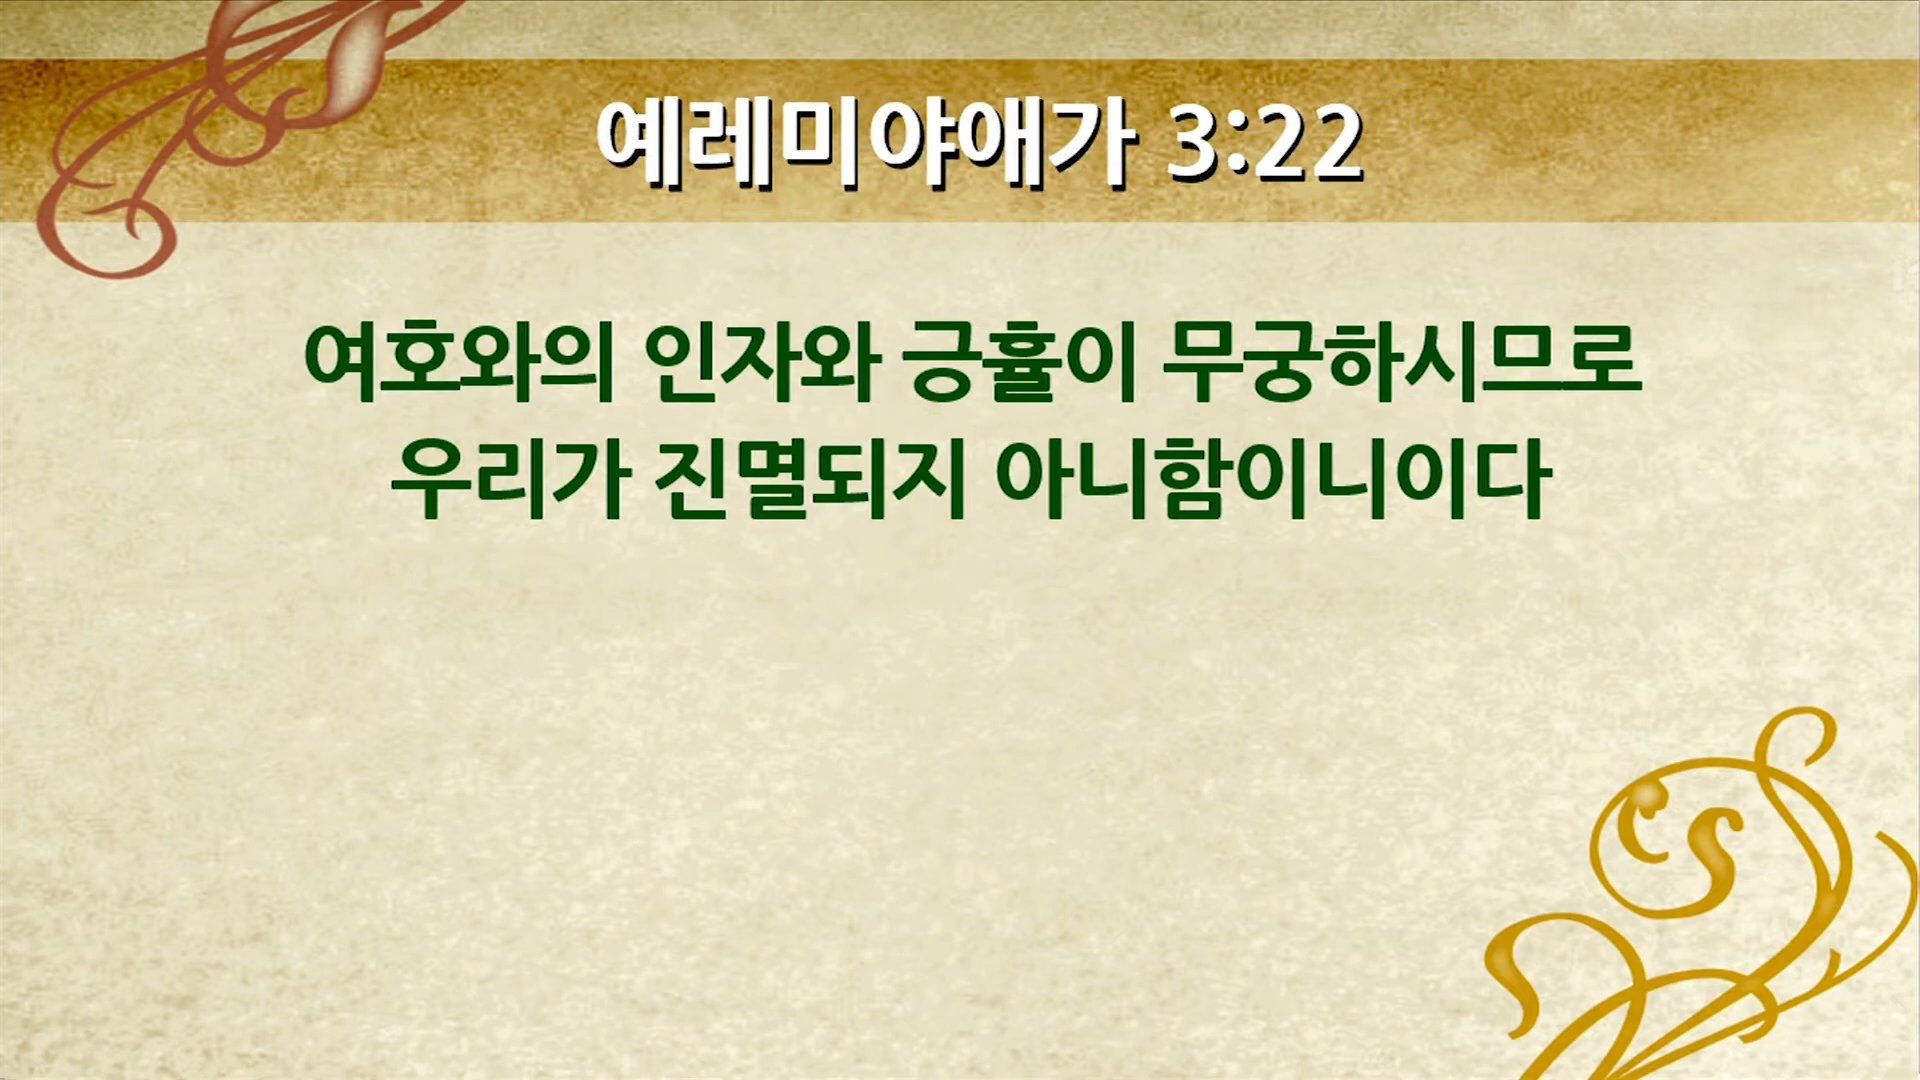 예레미야애가 3:22
여호와의 인자와 긍휼이 무궁하시므로
우리가 진멸되지 아니함이니이다